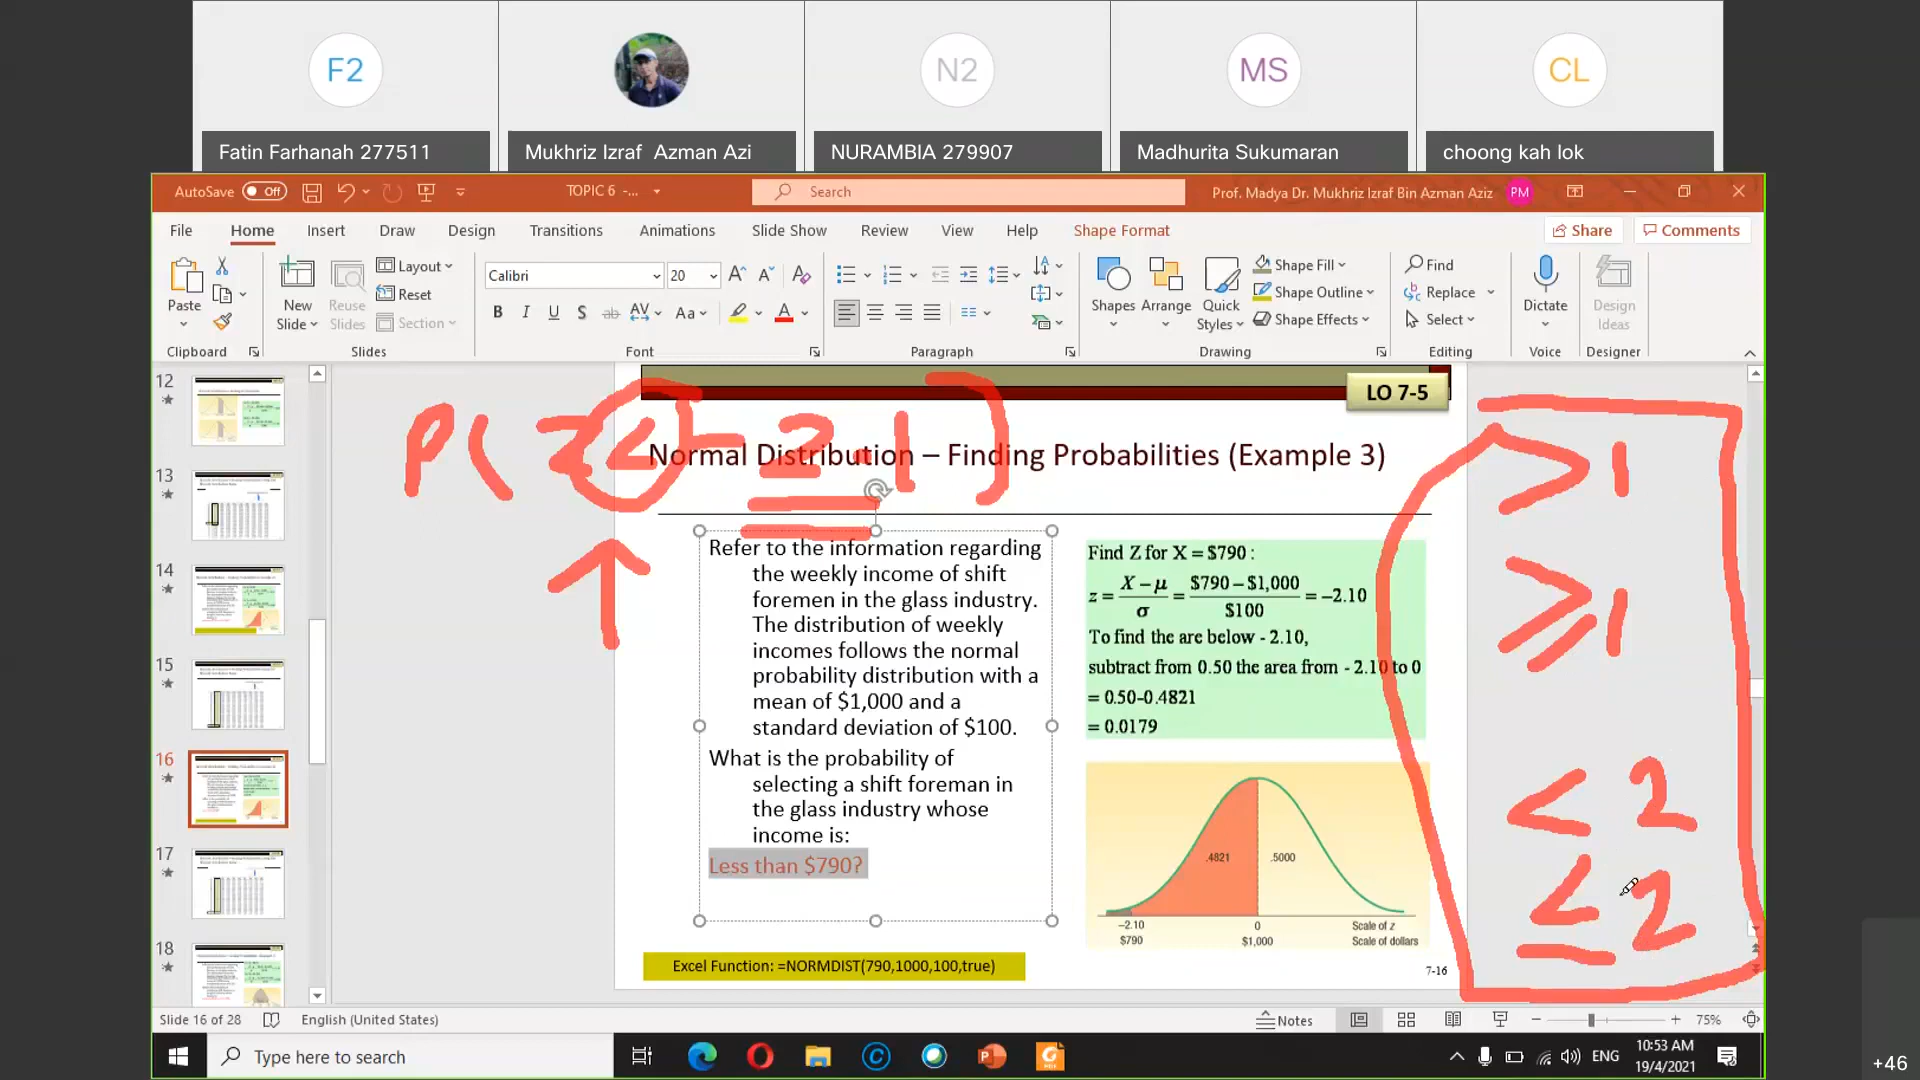 F2
N2
MS
CL
Fatin Farhanah 277511
Mukhriz Izraf Azman Azi
NURAMBIA 279907
Madhurita Sukumaran
choong kah lok
AutoSave Off
TOPIC 6 -...
Search
Prof. Madya Dr. Mukhriz Izraf Bin Azman Aziz PM
File Home Insert Draw Design Transitions Animations Slide Show Review View Help Shape Format Share Comments
Paste
New Slide
Reuse Slides
Layout
Reset
Section
Calibri 20
B I U S ab AV Aa A
Shapes Arrange Quick Styles
Shape Fill
Shape Outline
Shape Effects
Find
Replace
Select
Dictate
Design Ideas
Clipboard Slides Font Paragraph Drawing Editing Voice Designer
12
13
14
15
16
17
18
LO 7-5
P(z < -2.1)
Normal Distribution – Finding Probabilities (Example 3)
Refer to the information regarding
the weekly income of shift
foremen in the glass industry.
The distribution of weekly
incomes follows the normal
probability distribution with a
mean of $1,000 and a
standard deviation of $100.
What is the probability of
selecting a shift foreman in
the glass industry whose
income is:
Less than $790?
Find Z for X = $790 :
z = X − μ / σ = $790 − $1,000 / $100 = −2.10
To find the are below - 2.10,
subtract from 0.50 the area from - 2.10 to 0
= 0.50-0.4821
= 0.0179
.4821 .5000
−2.10 0 Scale of z
$790 $1,000 Scale of dollars
Excel Function: =NORMDIST(790,1000,100,true)
7-16
>1
≥1
< 2
≤ 2
Slide 16 of 28 English (United States) Notes 75%
Type here to search
ENG
10:53 AM
19/4/2021
+46